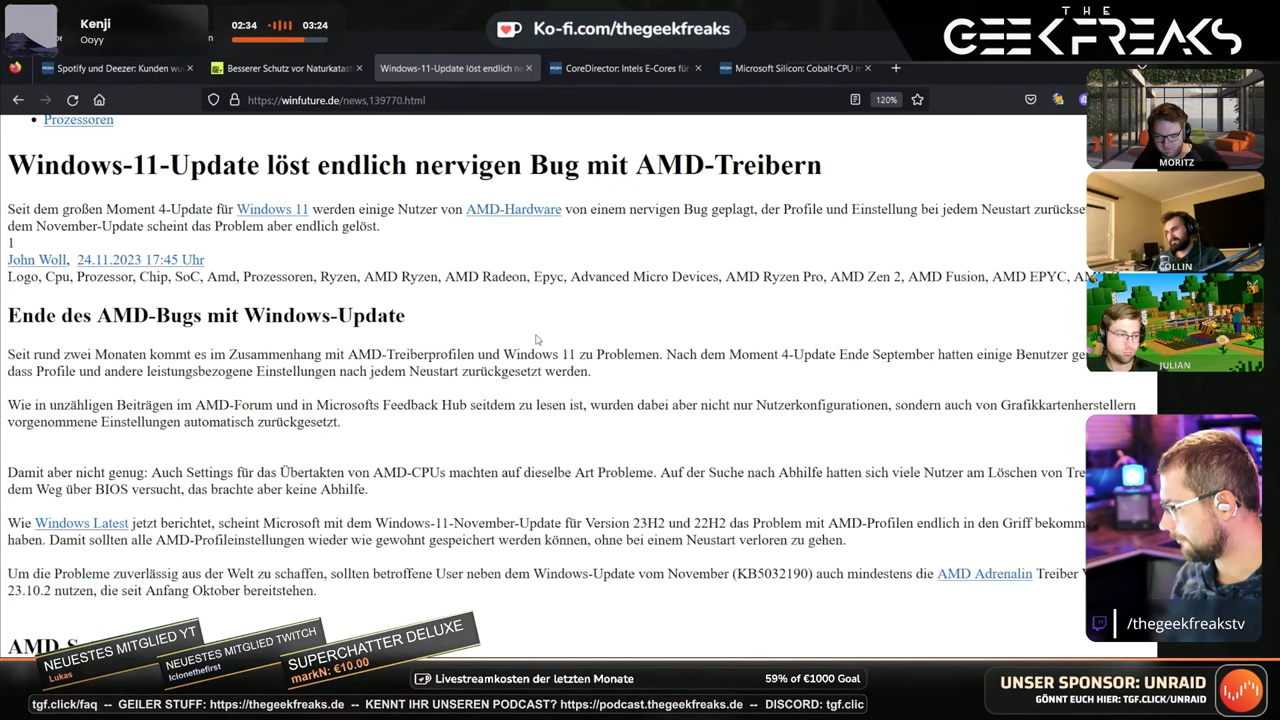 Kenji
Ooyy
02:34
03:24
Ko-fi.com/thegeekfreaks
THE
GEEKFREAKS
Spotify und Deezer: Kunden wu
Besserer Schutz vor Naturkatast
Windows-11-Update löst endlich ne
CoreDirector: Intels E-Cores für
Microsoft Silicon: Cobalt-CPU m
https://winfuture.de/news,139770.html
120%
Prozessoren
Windows-11-Update löst endlich nervigen Bug mit AMD-Treibern
Seit dem großen Moment 4-Update für Windows 11 werden einige Nutzer von AMD-Hardware von einem nervigen Bug geplagt, der Profile und Einstellung bei jedem Neustart zurückse
dem November-Update scheint das Problem aber endlich gelöst.
1
John Woll, 24.11.2023 17:45 Uhr
Logo, Cpu, Prozessor, Chip, SoC, Amd, Prozessoren, Ryzen, AMD Ryzen, AMD Radeon, Epyc, Advanced Micro Devices, AMD Ryzen Pro, AMD Zen 2, AMD Fusion, AMD EPYC,
Ende des AMD-Bugs mit Windows-Update
Seit rund zwei Monaten kommt es im Zusammenhang mit AMD-Treiberprofilen und Windows 11 zu Problemen. Nach dem Moment 4-Update Ende September hatten einige Benutzer ge
dass Profile und andere leistungsbezogene Einstellungen nach jedem Neustart zurückgesetzt werden.
Wie in unzähligen Beiträgen im AMD-Forum und in Microsofts Feedback Hub seitdem zu lesen ist, wurden dabei aber nicht nur Nutzerkonfigurationen, sondern auch von Grafikkartenherstellern
vorgenommene Einstellungen automatisch zurückgesetzt.
Damit aber nicht genug: Auch Settings für das Übertakten von AMD-CPUs machten auf dieselbe Art Probleme. Auf der Suche nach Abhilfe hatten sich viele Nutzer am Löschen von Tre
dem Weg über BIOS versucht, das brachte aber keine Abhilfe.
Wie Windows Latest jetzt berichtet, scheint Microsoft mit dem Windows-11-November-Update für Version 23H2 und 22H2 das Problem mit AMD-Profilen endlich in den Griff bekomm
haben. Damit sollten alle AMD-Profileinstellungen wieder wie gewohnt gespeichert werden können, ohne bei einem Neustart verloren zu gehen.
Um die Probleme zuverlässig aus der Welt zu schaffen, sollten betroffene User neben dem Windows-Update vom November (KB5032190) auch mindestens die AMD Adrenalin Treiber
23.10.2 nutzen, die seit Anfang Oktober bereitstehen.
MORITZ
COLLIN
JULIAN
/thegeekfreakstv
NEUESTES MITGLIED YT
Lukas
NEUESTES MITGLIED TWITCH
Iclonethefirst
SUPERCHATTER DELUXE
markN: €10.00
Livestreamkosten der letzten Monate
59% of €1000 Goal
tgf.click/faq -- GEILER STUFF: https://thegeekfreaks.de -- KENNT IHR UNSEREN PODCAST? https://podcast.thegeekfreaks.de -- DISCORD: tgf.clic
UNSER SPONSOR: UNRAID
GÖNNT EUCH HIER: TGF.CLICK/UNRAID